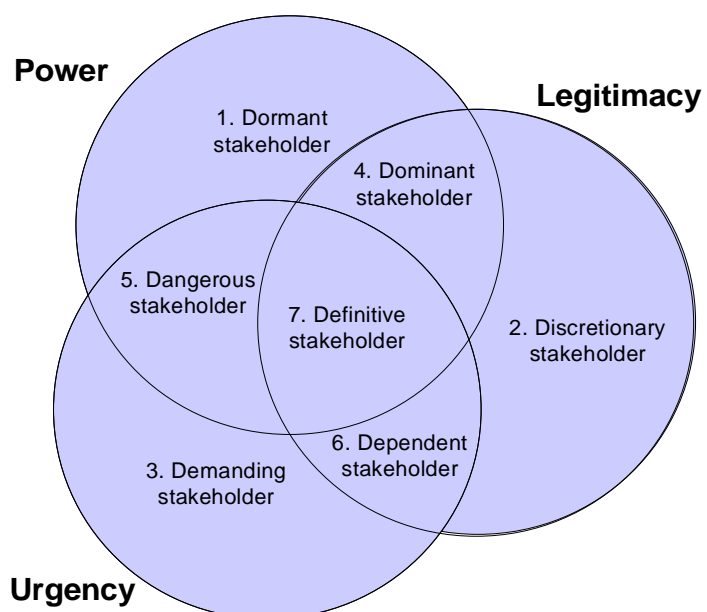 Power
Legitimacy
1. Dormant
stakeholder
4. Dominant
stakeholder
5. Dangerous
stakeholder
7. Definitive
stakeholder
2. Discretionary
stakeholder
6. Dependent
stakeholder
3. Demanding
stakeholder
Urgency